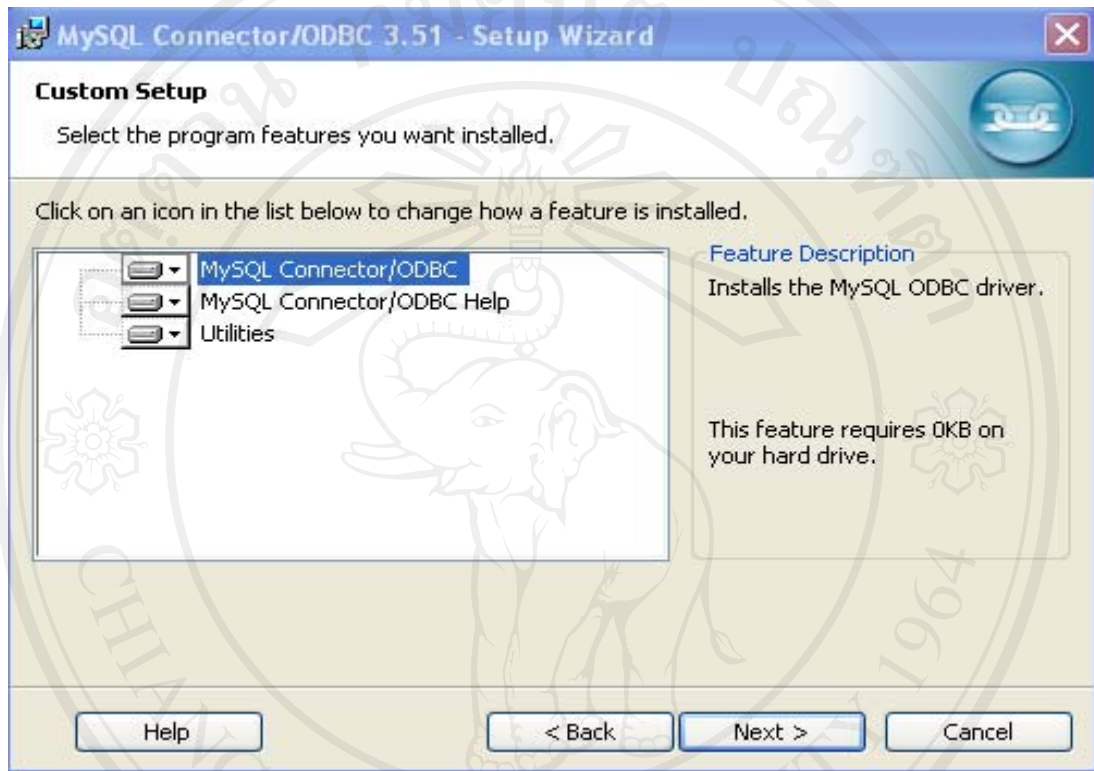 MySQL Connector/ODBC 3.51 - Setup Wizard
Custom Setup
Select the program features you want installed.
Click on an icon in the list below to change how a feature is installed.
MySQL Connector/ODBC
MySQL Connector/ODBC Help
Utilities
Feature Description
Installs the MySQL ODBC driver.
This feature requires 0KB on
your hard drive.
Help
< Back
Next >
Cancel
1964